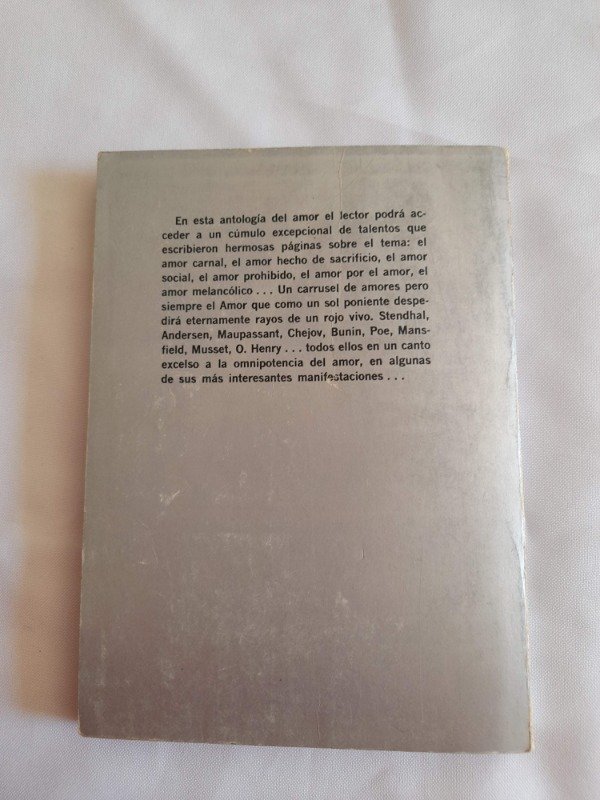 En esta antología del amor el lector podrá ac-
ceder a un cúmulo excepcional de talentos que
escribieron hermosas páginas sobre el tema: el
amor carnal, el amor hecho de sacrificio, el amor
social, el amor prohibido, el amor por el amor, el
amor melancólico . . . Un carrusel de amores pero
siempre el Amor que como un sol poniente despe-
dirá eternamente rayos de un rojo vivo. Stendhal,
Andersen, Maupassant, Chejov, Bunin, Poe, Mans-
field, Musset, O. Henry . . . todos ellos en un canto
excelso a la omnipotencia del amor, en algunas
de sus más interesantes manifestaciones . . .